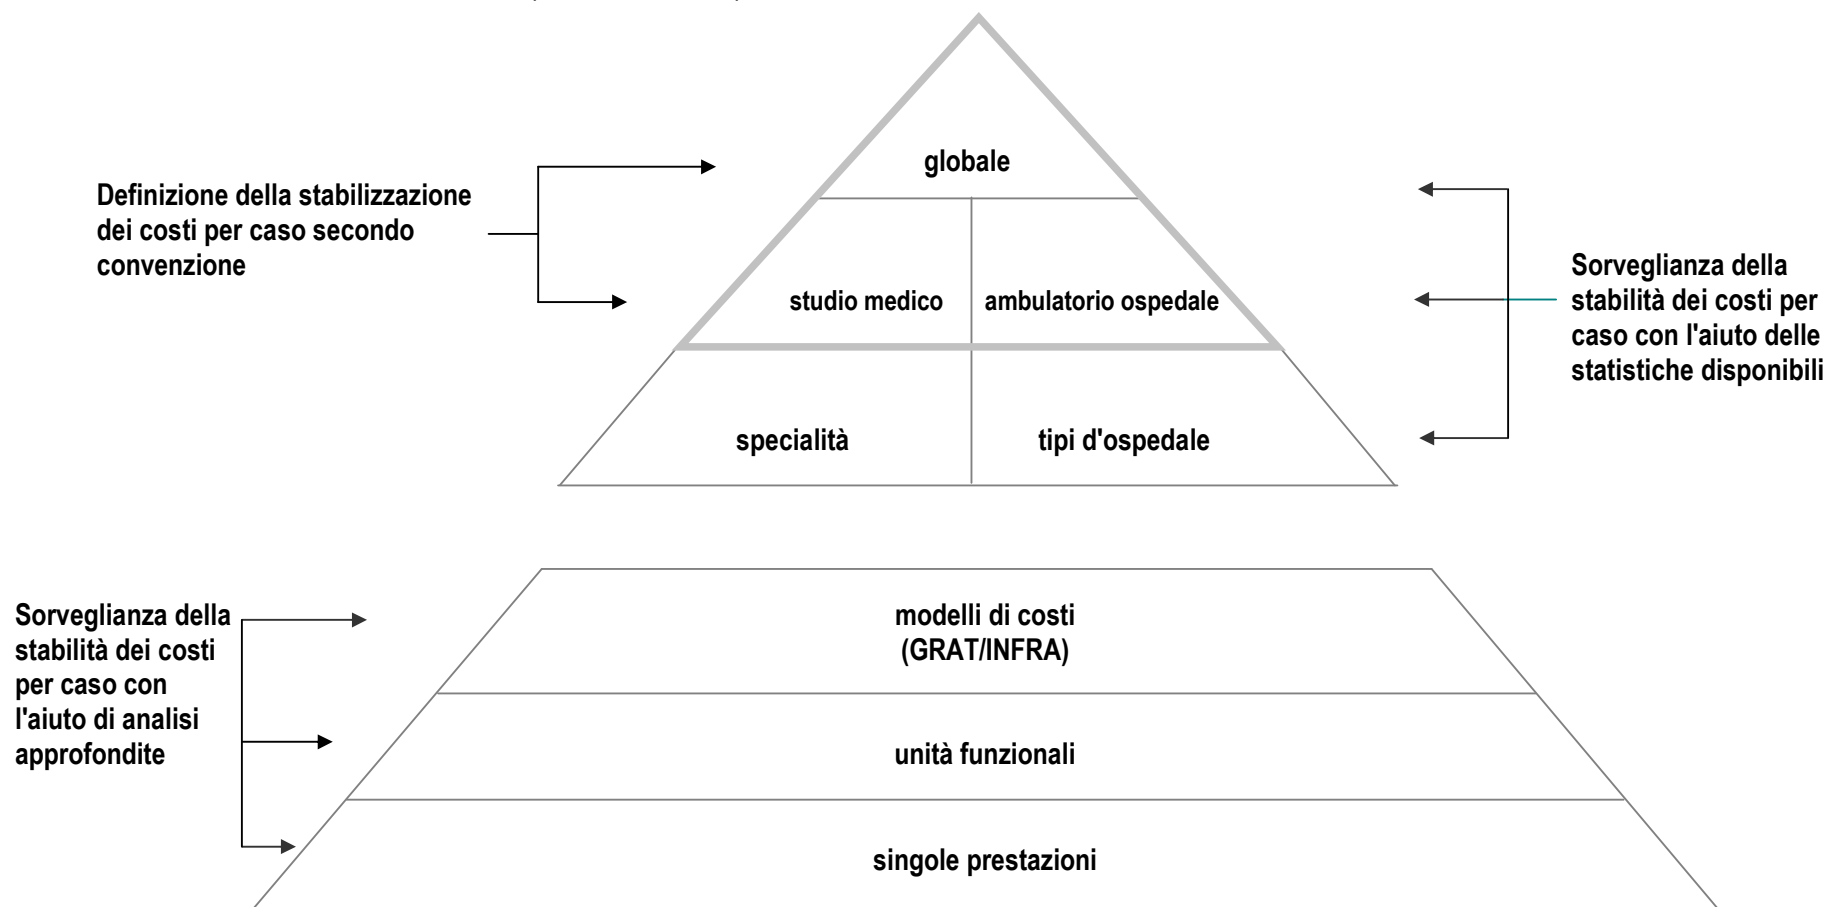 globale
Definizione della stabilizzazione
dei costi per caso secondo
convenzione
studio medico
ambulatorio ospedale
Sorveglianza della
stabilità dei costi per
caso con l'aiuto delle
statistiche disponibili
specialità
tipi d'ospedale
Sorveglianza della
stabilità dei costi
per caso con
l'aiuto di analisi
approfondite
modelli di costi
(GRAT/INFRA)
unità funzionali
singole prestazioni